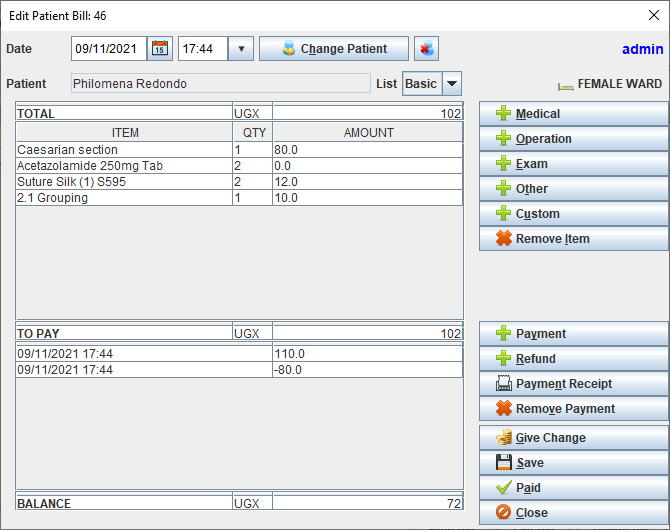 Edit Patient Bill: 46
Date 09/11/2021 15 17:44 Change Patient admin
Patient Philomena Redondo List Basic FEMALE WARD
TOTAL UGX 102
ITEM QTY AMOUNT
Caesarian section 1 80.0
Acetazolamide 250mg Tab 2 0.0
Suture Silk (1) S595 2 12.0
2.1 Grouping 1 10.0
Medical
Operation
Exam
Other
Custom
Remove Item
TO PAY UGX 102
09/11/2021 17:44 110.0
09/11/2021 17:44 -80.0
BALANCE UGX 72
Payment
Refund
Payment Receipt
Remove Payment
Give Change
Save
Paid
Close